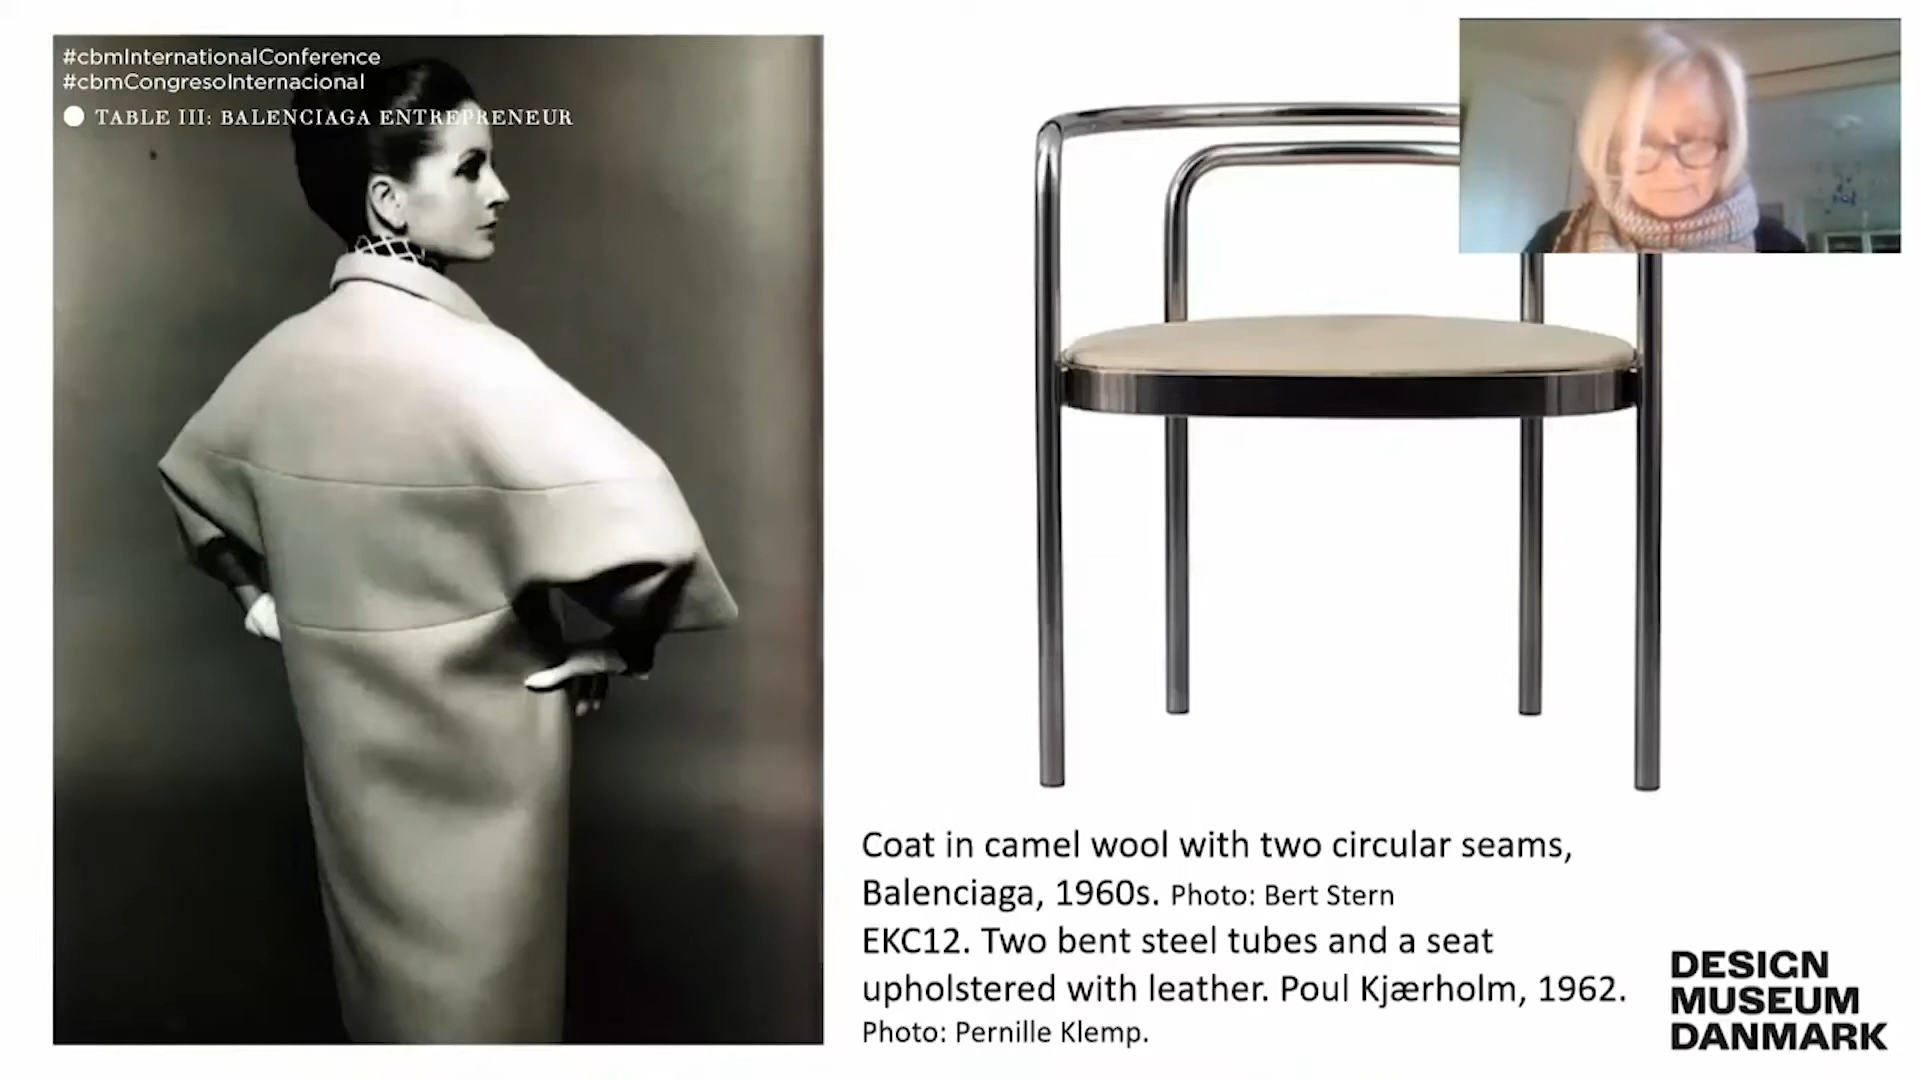 #cbmInternationalConference
#cbmCongresoInternacional
TABLE III: BALENCIAGA ENTREPRENEUR
Coat in camel wool with two circular seams,
Balenciaga, 1960s. Photo: Bert Stern
EKC12. Two bent steel tubes and a seat
upholstered with leather. Poul Kjærholm, 1962.
Photo: Pernille Klemp.
DESIGN
MUSEUM
DANMARK